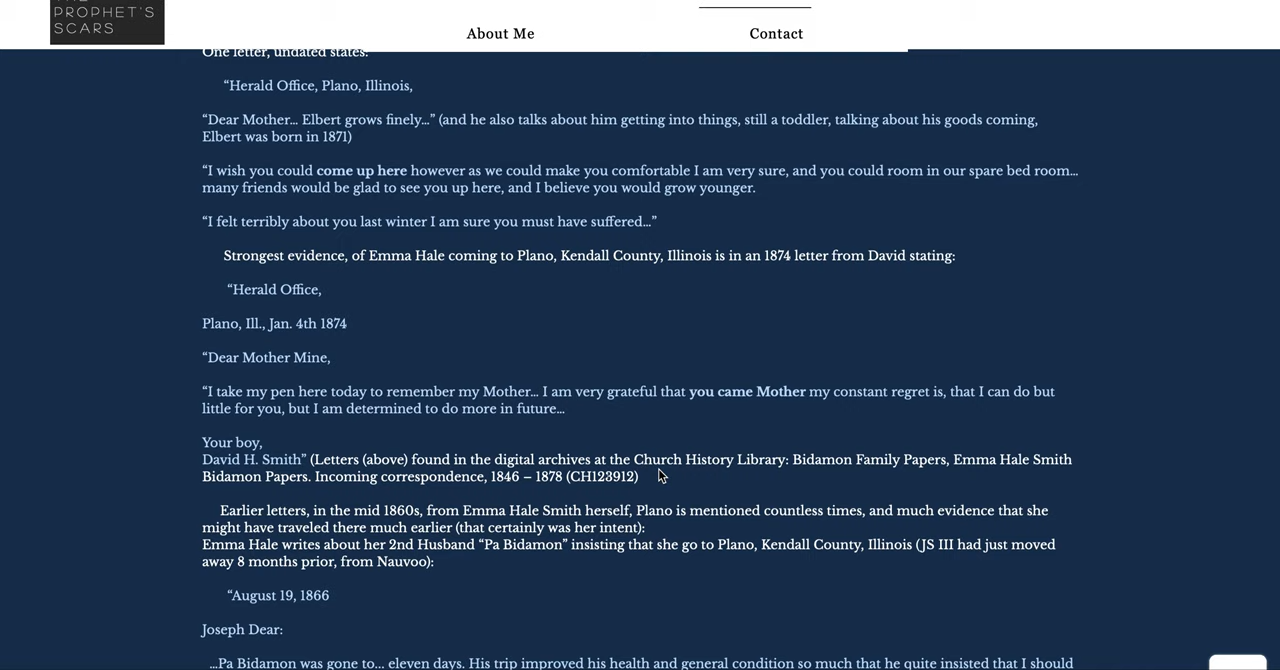 PROPHET'S
SCARS
About Me
Contact
One letter, undated states:
“Herald Office, Plano, Illinois,
“Dear Mother… Elbert grows finely…” (and he also talks about him getting into things, still a toddler, talking about his goods coming,
Elbert was born in 1871)
“I wish you could come up here however as we could make you comfortable I am very sure, and you could room in our spare bed room…
many friends would be glad to see you up here, and I believe you would grow younger.
“I felt terribly about you last winter I am sure you must have suffered…”
Strongest evidence, of Emma Hale coming to Plano, Kendall County, Illinois is in an 1874 letter from David stating:
“Herald Office,
Plano, Ill., Jan. 4th 1874
“Dear Mother Mine,
“I take my pen here today to remember my Mother… I am very grateful that you came Mother my constant regret is, that I can do but
little for you, but I am determined to do more in future…
Your boy,
David H. Smith” (Letters (above) found in the digital archives at the Church History Library: Bidamon Family Papers, Emma Hale Smith
Bidamon Papers. Incoming correspondence, 1846 – 1878 (CH123912)
Earlier letters, in the mid 1860s, from Emma Hale Smith herself, Plano is mentioned countless times, and much evidence that she
might have traveled there much earlier (that certainly was her intent):
Emma Hale writes about her 2nd Husband “Pa Bidamon” insisting that she go to Plano, Kendall County, Illinois (JS III had just moved
away 8 months prior, from Nauvoo):
“August 19, 1866
Joseph Dear:
…Pa Bidamon was gone to... eleven days. His trip improved his health and general condition so much that he quite insisted that I should